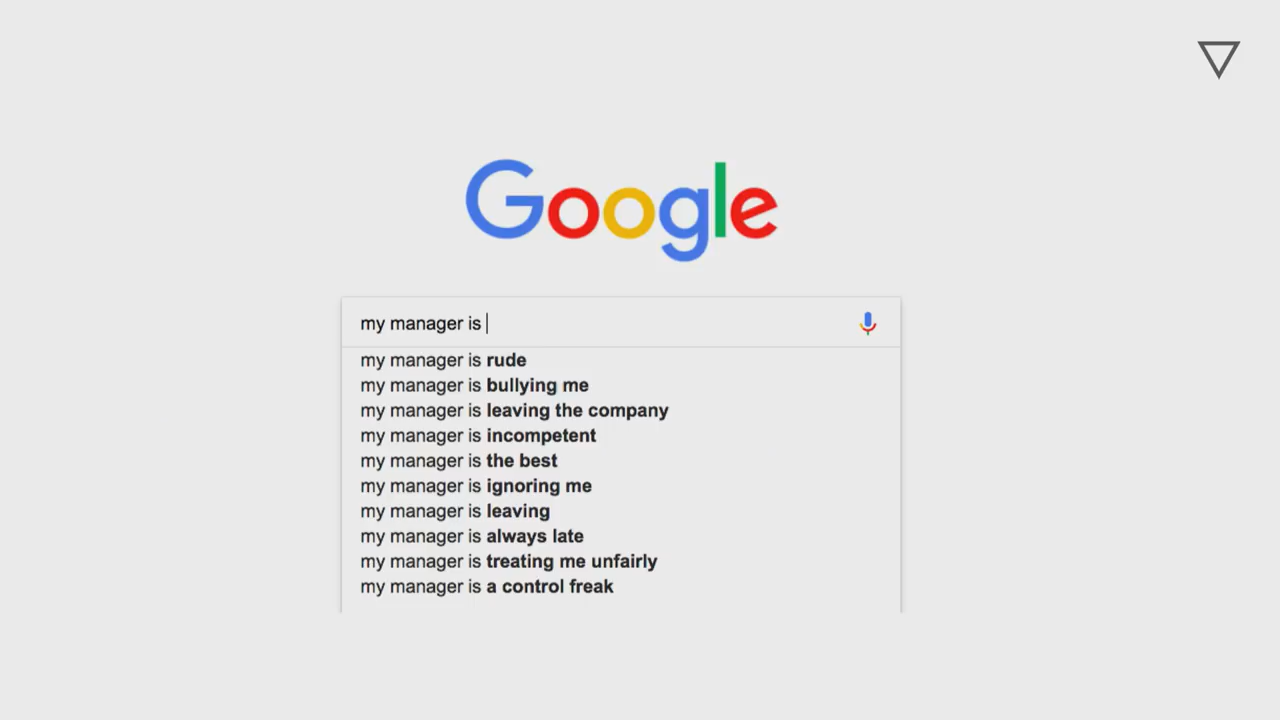 Google
my manager is
my manager is rude
my manager is bullying me
my manager is leaving the company
my manager is incompetent
my manager is the best
my manager is ignoring me
my manager is leaving
my manager is always late
my manager is treating me unfairly
my manager is a control freak